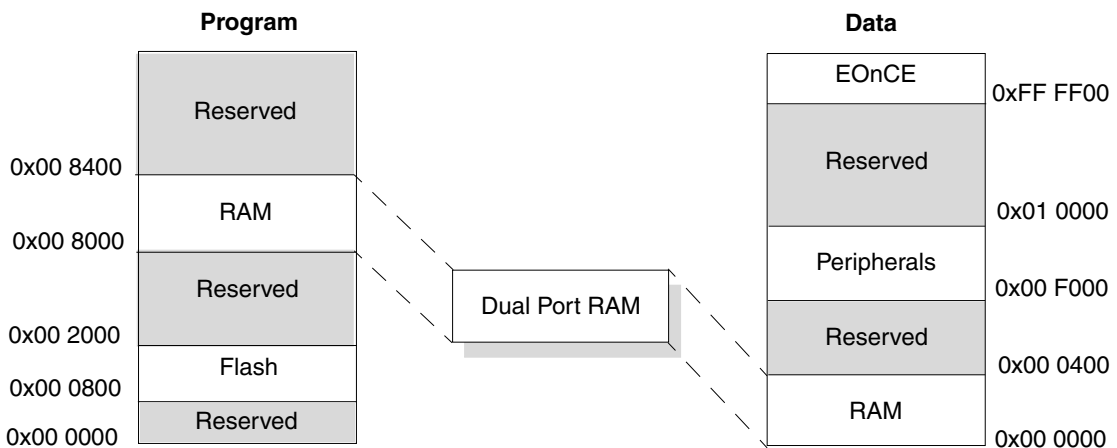 Program
Reserved
0x00 8400
RAM
0x00 8000
Reserved
0x00 2000
Flash
0x00 0800
Reserved
0x00 0000
Dual Port RAM
Data
EOnCE
0xFF FF00
Reserved
0x01 0000
Peripherals
0x00 F000
Reserved
0x00 0400
RAM
0x00 0000